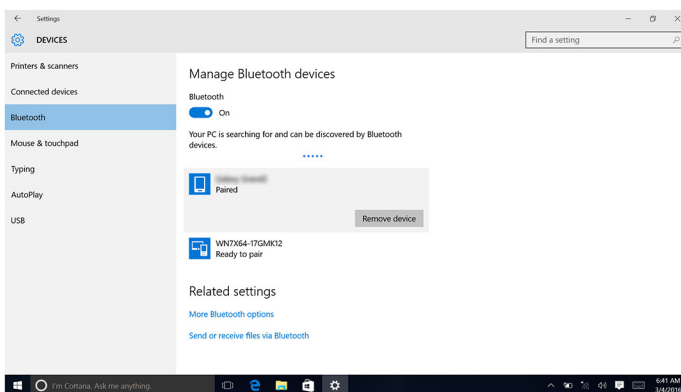 Settings
DEVICES
Find a setting
Printers & scanners
Connected devices
Bluetooth
Mouse & touchpad
Typing
AutoPlay
USB
Manage Bluetooth devices
Bluetooth
On
Your PC is searching for and can be discovered by Bluetooth
devices.
Paired
Remove device
WN7X64-17GMK12
Ready to pair
Related settings
More Bluetooth options
Send or receive files via Bluetooth
I'm Cortana. Ask me anything.
6:41 AM
3/4/2016